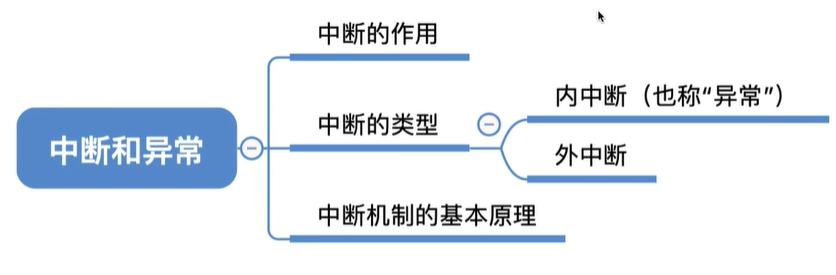 中断的作用
内中断（也称“异常”）
中断的类型
中断和异常
外中断
中断机制的基本原理